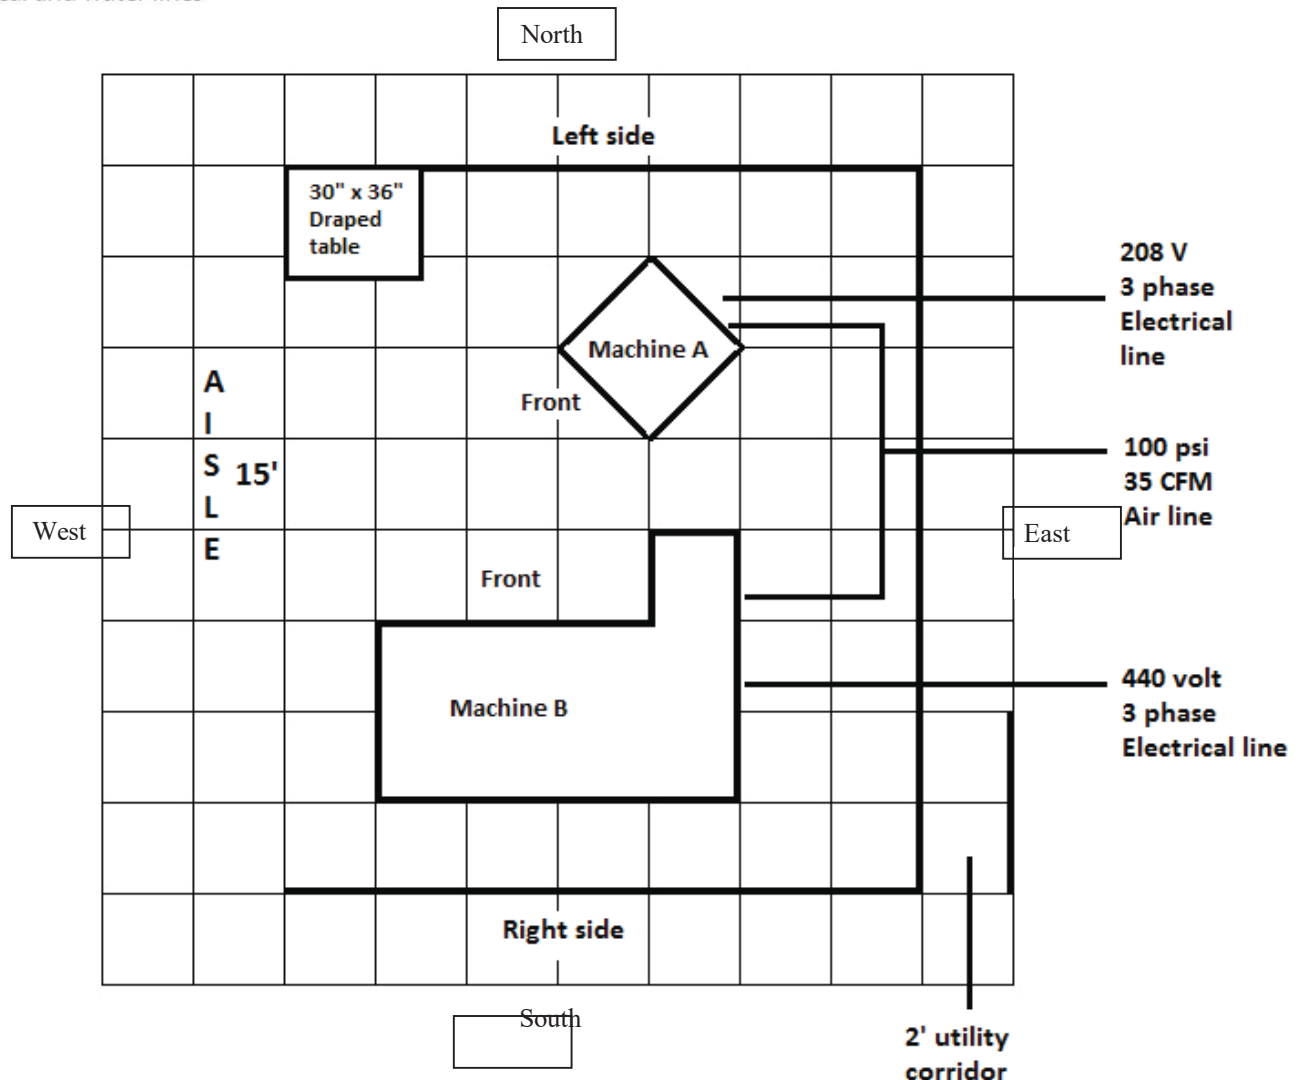 North
Left side
30" x 36"
Draped
table
208 V
3 phase
Electrical
line
Machine A
Front
A
I
S
L
E
15'
100 psi
35 CFM
Air line
West
East
Front
440 volt
3 phase
Electrical line
Machine B
Right side
South
2' utility
corridor